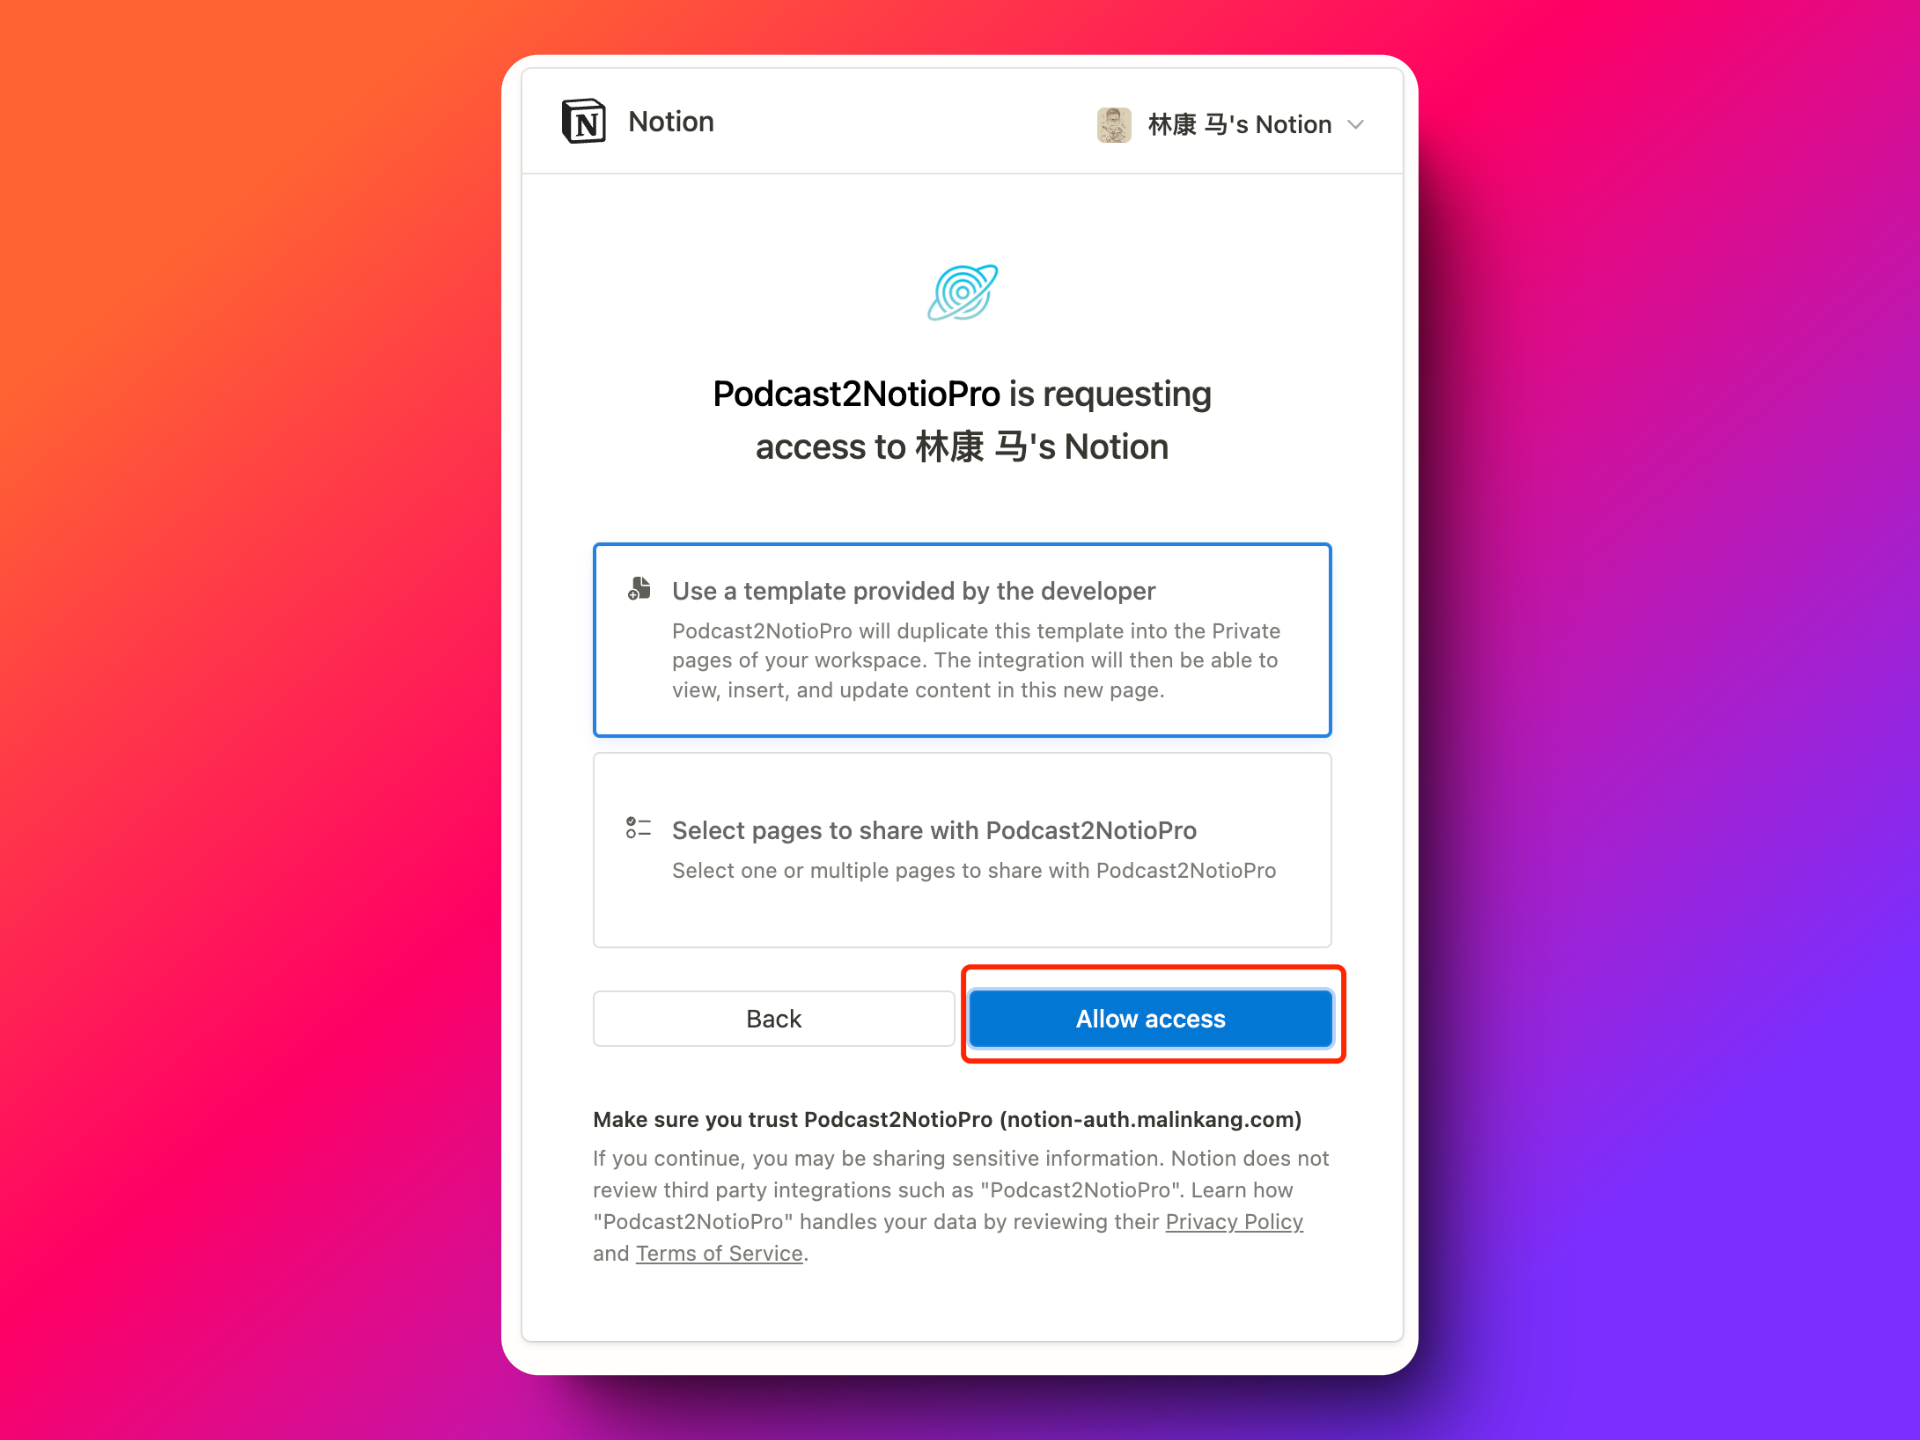 Notion
林康 马's Notion
Podcast2NotioPro is requesting
access to 林康 马's Notion
Use a template provided by the developer
Podcast2NotioPro will duplicate this template into the Private
pages of your workspace. The integration will then be able to
view, insert, and update content in this new page.
Select pages to share with Podcast2NotioPro
Select one or multiple pages to share with Podcast2NotioPro
Back
Allow access
Make sure you trust Podcast2NotioPro (notion-auth.malinkang.com)
If you continue, you may be sharing sensitive information. Notion does not
review third party integrations such as "Podcast2NotioPro". Learn how
"Podcast2NotioPro" handles your data by reviewing their Privacy Policy
and Terms of Service.